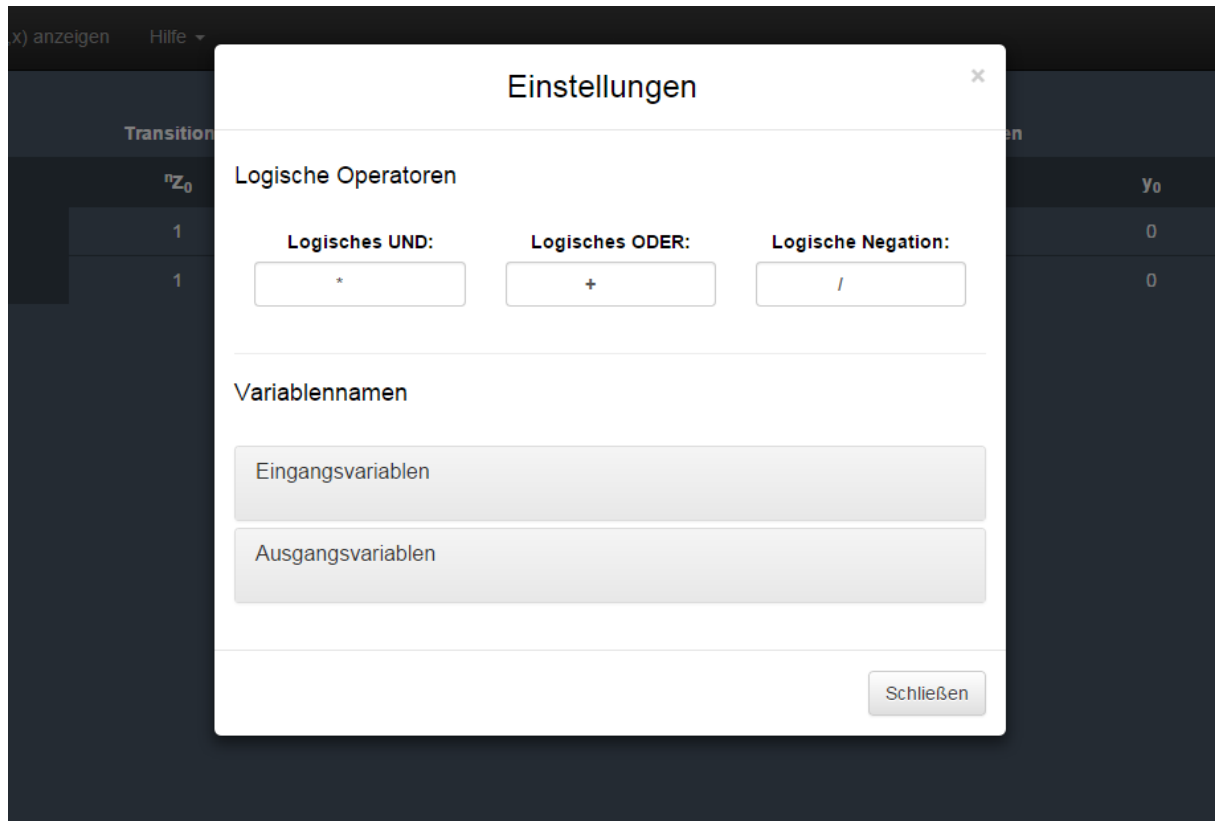 ,x) anzeigen Hilfe
Einstellungen ×
Transition en
ⁿz₀ y₀
Logische Operatoren
1 0
Logisches UND: Logisches ODER: Logische Negation:
1 * + / 0
Variablennamen
Eingangsvariablen
Ausgangsvariablen
Schließen